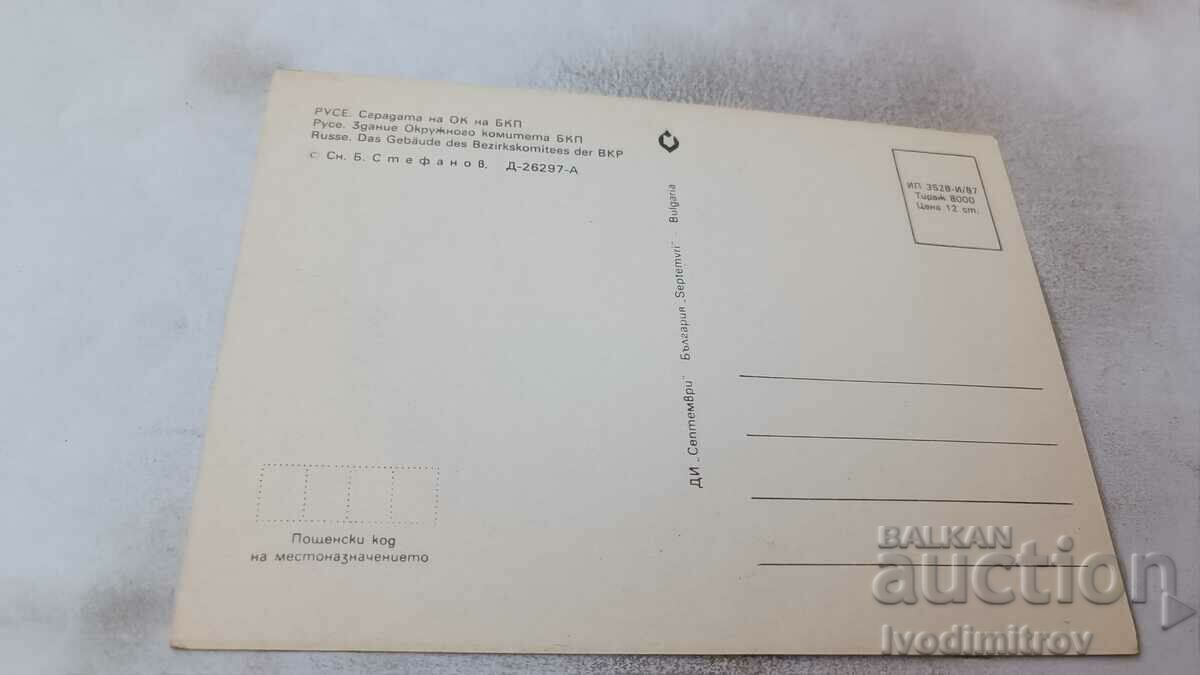 РУСЕ. Сградата на ОК на БКП
Русе. Здание Окружного комитета БКП
Russe. Das Gebäude des Bezirkskomitees der BKP
© Сн. Б. Стефанов, Д-26297-А
ДИ „Септември" България „Septemvri" - Bulgaria
ИП 3528-И/87
Тираж 8000
Цена 12 ст.
Пощенски код
на местоназначението
BALKAN
auction
Ivodimitrov